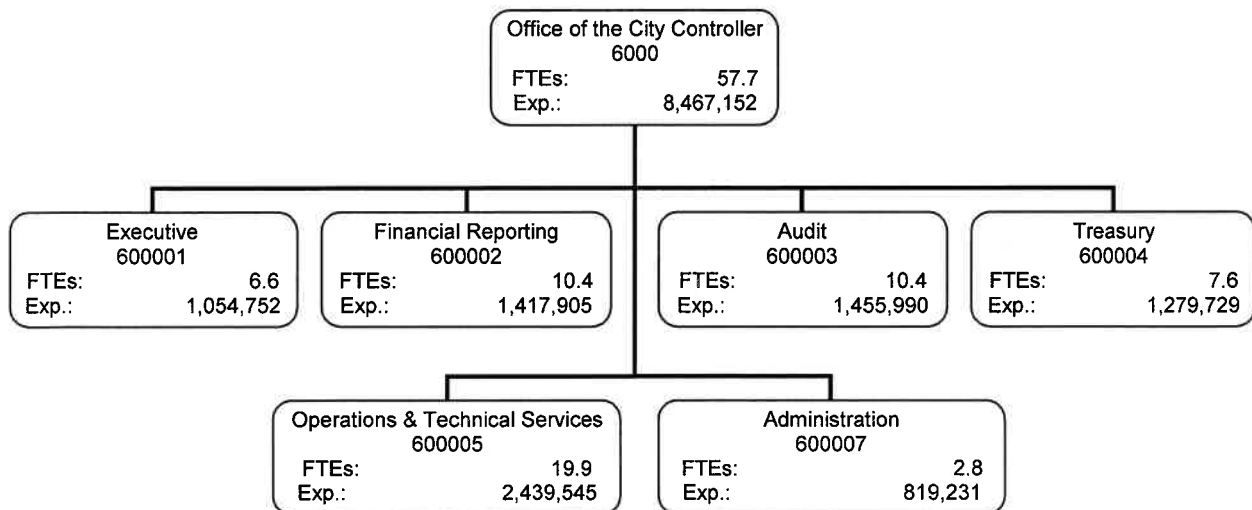 Office of the City Controller
6000
FTEs: 57.7
Exp.: 8,467,152
Executive
600001
FTEs: 6.6
Exp.: 1,054,752
Financial Reporting
600002
FTEs: 10.4
Exp.: 1,417,905
Audit
600003
FTEs: 10.4
Exp.: 1,455,990
Treasury
600004
FTEs: 7.6
Exp.: 1,279,729
Operations & Technical Services
600005
FTEs: 19.9
Exp.: 2,439,545
Administration
600007
FTEs: 2.8
Exp.: 819,231